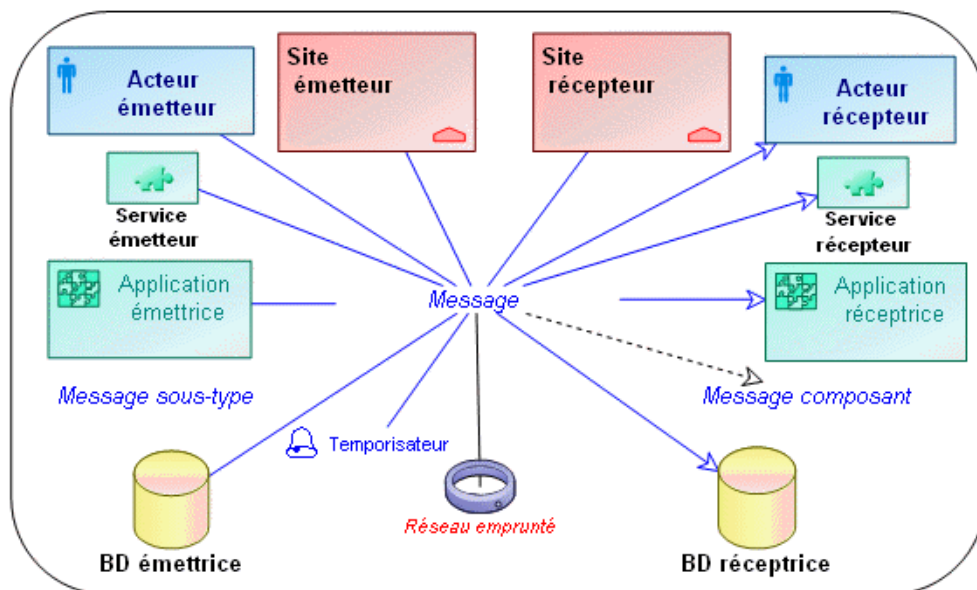 Acteur
émetteur
Site
émetteur
Site
récepteur
Acteur
récepteur
Service
émetteur
Service
récepteur
Application
émettrice
Message
Application
réceptrice
Message sous-type
Message composant
Temporisateur
Réseau emprunté
BD émettrice
BD réceptrice